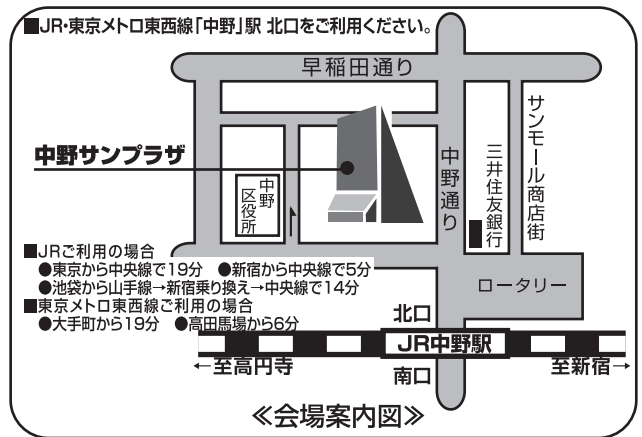 ■JR・東京メトロ東西線「中野」駅 北口をご利用ください。
早稲田通り
中野サンプラザ
中野区役所
中野通り
三井住友銀行
サンモール商店街
■JRご利用の場合
●東京から中央線で19分 ●新宿から中央線で5分
●池袋から山手線→新宿乗り換え→中央線で14分
■東京メトロ東西線ご利用の場合
●大手町から19分 ●高田馬場から6分
ロータリー
北口
JR中野駅
←至高円寺
至新宿→
南口
≪会場案内図≫